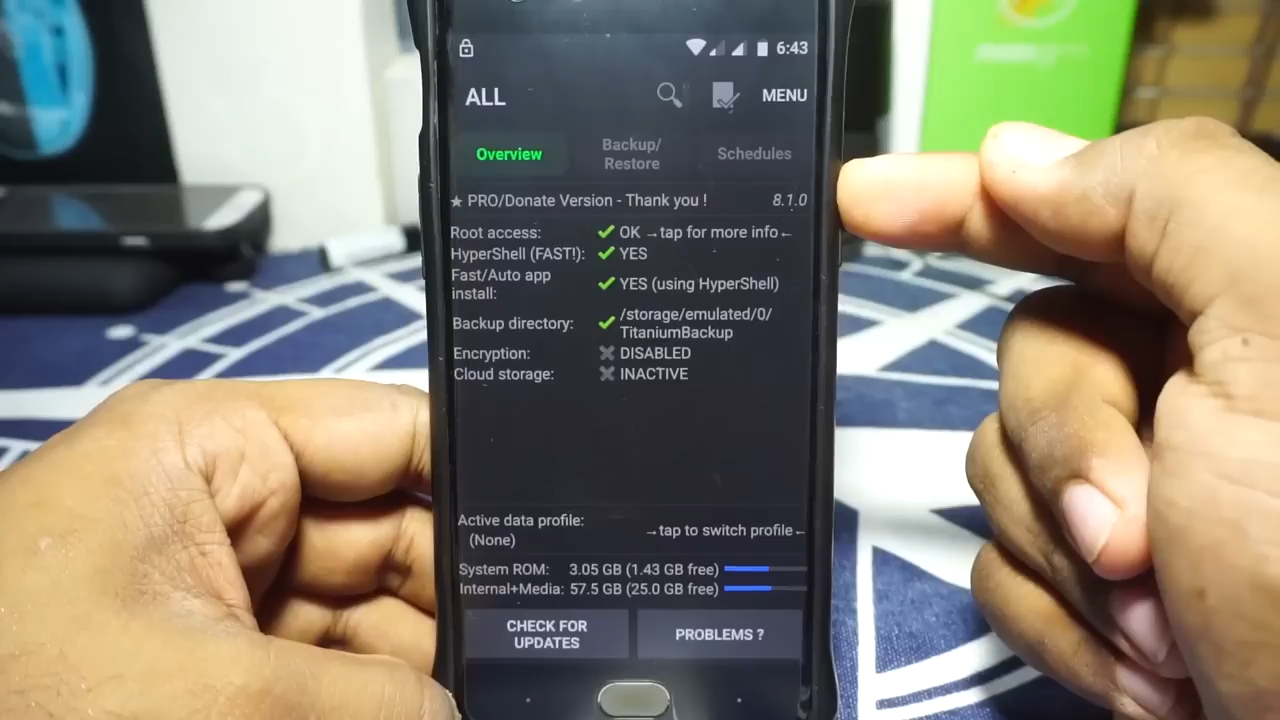 6:43
ALL
MENU
Overview
Backup/
Restore
Schedules
★ PRO/Donate Version - Thank you !
8.1.0
Root access: ✔ OK →tap for more info←
HyperShell (FAST!): ✔ YES
Fast/Auto app
install:
✔ YES (using HyperShell)
Backup directory:
✔ /storage/emulated/0/
TitaniumBackup
Encryption: ✖ DISABLED
Cloud storage: ✖ INACTIVE
Active data profile:
(None)
→tap to switch profile←
System ROM: 3.05 GB (1.43 GB free)
Internal+Media: 57.5 GB (25.0 GB free)
CHECK FOR
UPDATES
PROBLEMS ?